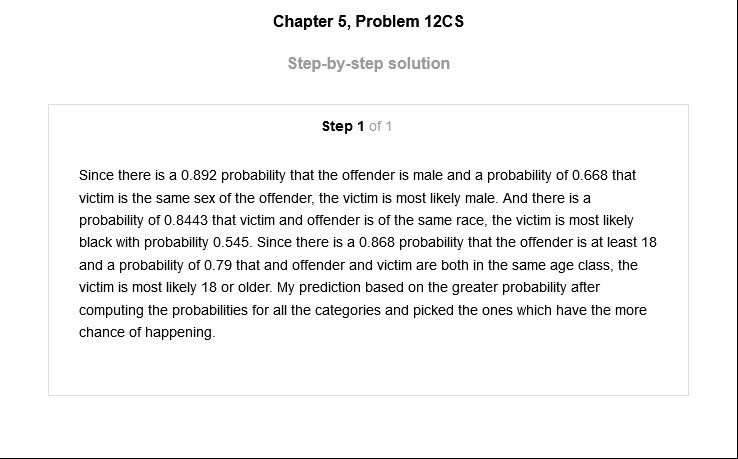 Chapter 5, Problem 12CS
Step-by-step solution
Step 1 of 1
Since there is a 0.892 probability that the offender is male and a probability of 0.668 that
victim is the same sex of the offender, the victim is most likely male. And there is a
probability of 0.8443 that victim and offender is of the same race, the victim is most likely
black with probability 0.545. Since there is a 0.868 probability that the offender is at least 18
and a probability of 0.79 that and offender and victim are both in the same age class, the
victim is most likely 18 or older. My prediction based on the greater probability after
computing the probabilities for all the categories and picked the ones which have the more
chance of happening.